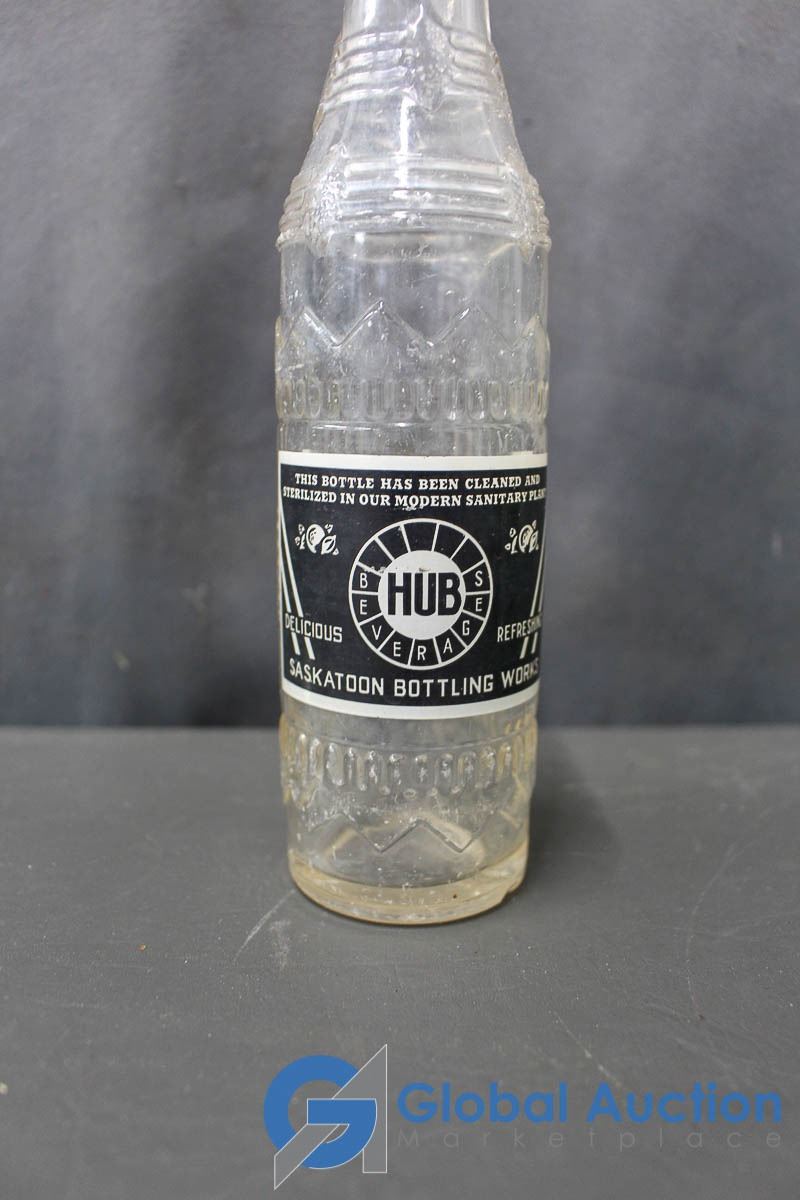 THIS BOTTLE HAS BEEN CLEANED AND
STERILIZED IN OUR MODERN SANITARY PLANT
HUB
BEVERAGES
DELICIOUS
REFRESHING
SASKATOON BOTTLING WORKS
Global Auction
Marketplace